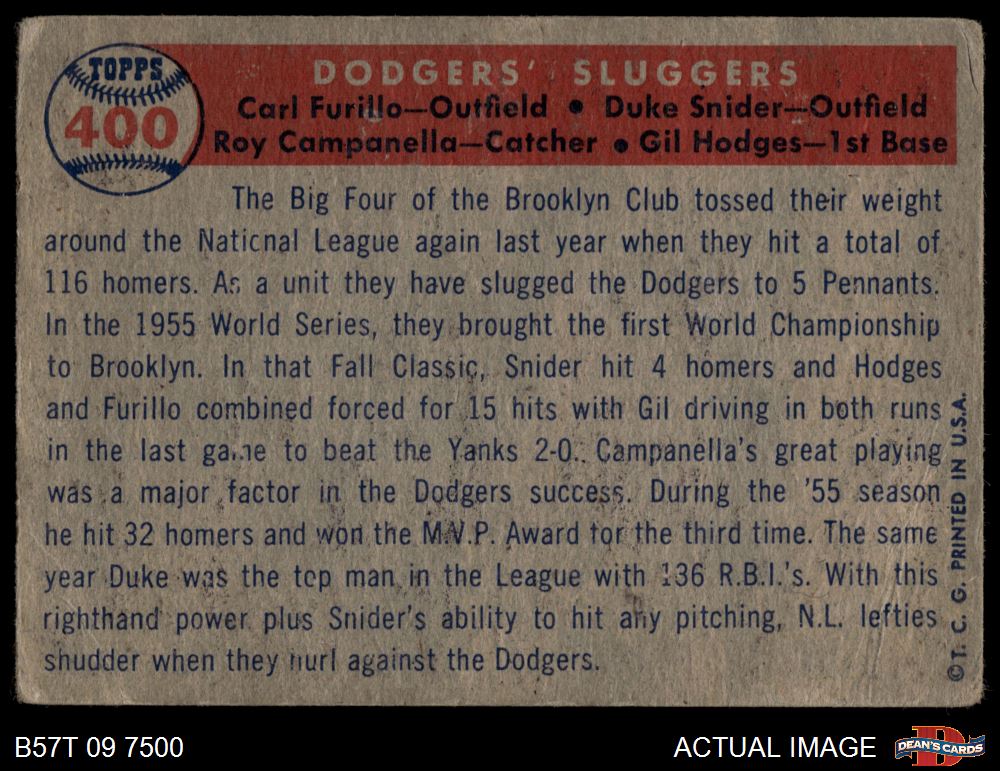 TOPPS
400
DODGERS' SLUGGERS
Carl Furillo—Outfield • Duke Snider—Outfield
Roy Campanella—Catcher • Gil Hodges—1st Base
The Big Four of the Brooklyn Club tossed their weight
around the National League again last year when they hit a total of
116 homers. As a unit they have slugged the Dodgers to 5 Pennants.
In the 1955 World Series, they brought the first World Championship
to Brooklyn. In that Fall Classic, Snider hit 4 homers and Hodges
and Furillo combined forced for 15 hits with Gil driving in both runs
in the last game to beat the Yanks 2-0. Campanella's great playing
was a major factor in the Dodgers success. During the '55 season
he hit 32 homers and won the M.V.P. Award for the third time. The same
year Duke was the top man in the League with 136 R.B.I.'s. With this
righthand power plus Snider's ability to hit any pitching, N.L. lefties
shudder when they hurl against the Dodgers.
©T. C. G. PRINTED IN U.S.A.
B57T 09 7500
ACTUAL IMAGE
DEAN'S CARDS